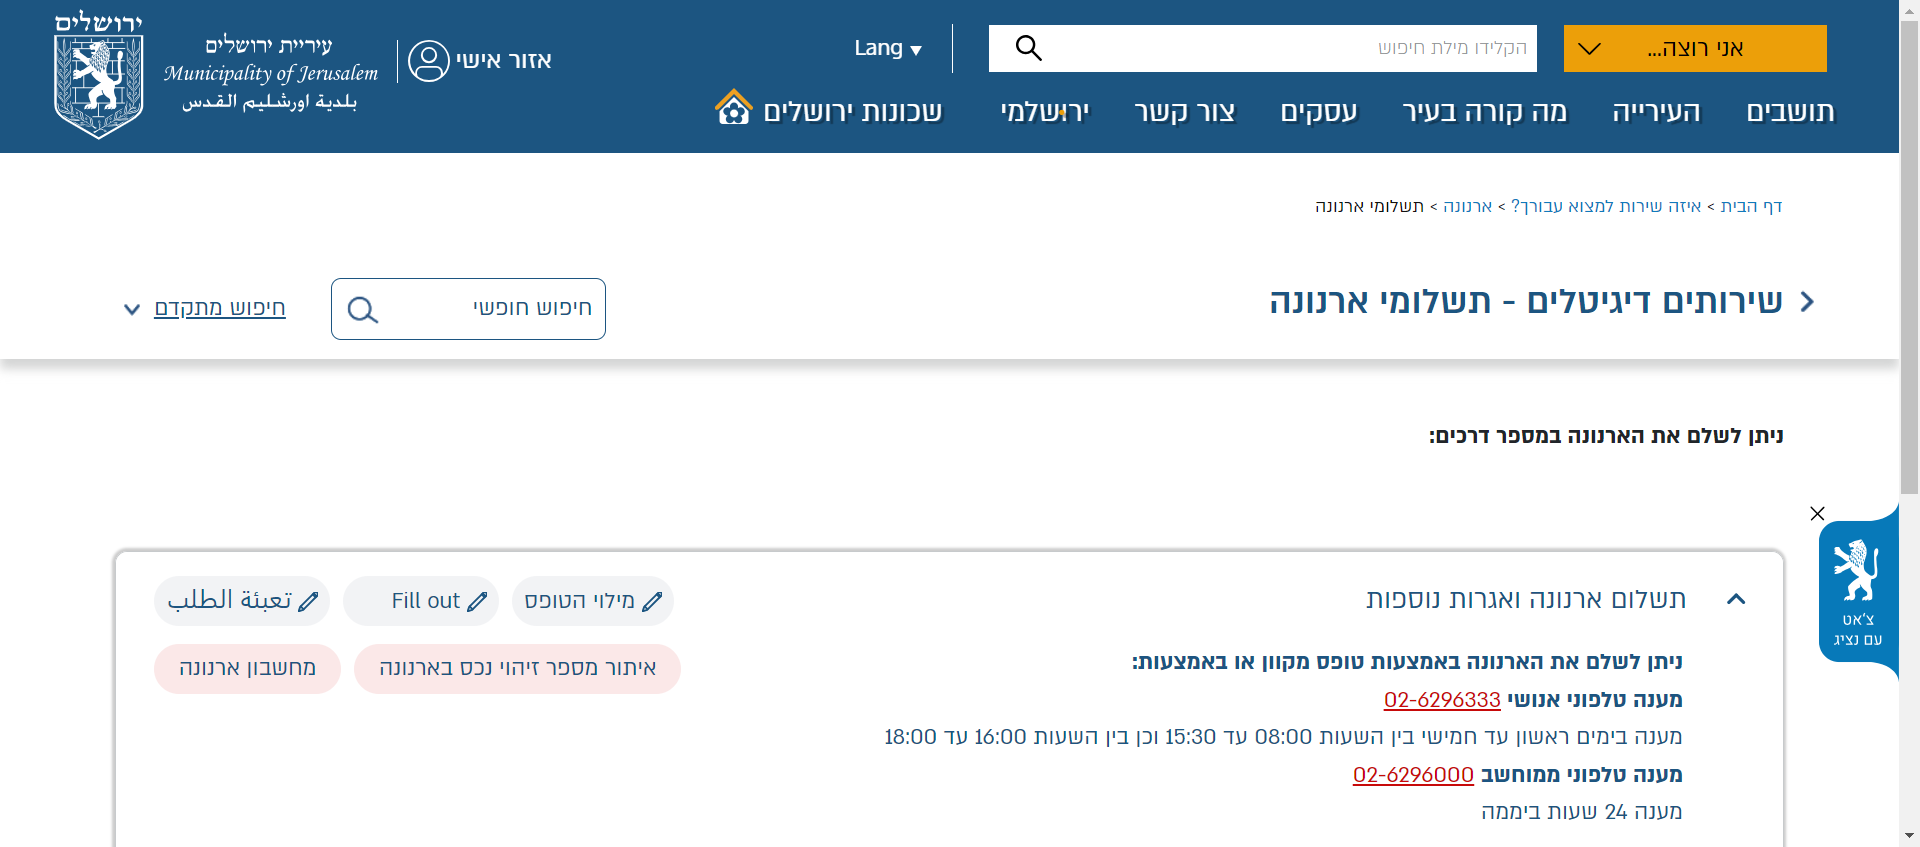 אני רוצה...
הקלידו מילת חיפוש
Lang
אזור אישי
עיריית ירושלים
Municipality of Jerusalem
بلدية اورشليم القدس
ירושלים
תושבים
העירייה
מה קורה בעיר
עסקים
צור קשר
ירושלמי
שכונות ירושלים
דף הבית > איזה שירות למצוא עבורך? > ארנונה > תשלומי ארנונה
שירותים דיגיטלים - תשלומי ארנונה
חיפוש חופשי
חיפוש מתקדם
ניתן לשלם את הארנונה במספר דרכים:
צ'אט
עם נציג
תשלום ארנונה ואגרות נוספות
מילוי הטופס
Fill out
تعبئة الطلب
איתור מספר זיהוי נכס בארנונה
מחשבון ארנונה
ניתן לשלם את הארנונה באמצעות טופס מקוון או באמצעות:
מענה טלפוני אנושי 02-6296333
מענה בימים ראשון עד חמישי בין השעות 08:00 עד 15:30 וכן בין השעות 16:00 עד 18:00
מענה טלפוני ממוחשב 02-6296000
מענה 24 שעות ביממה